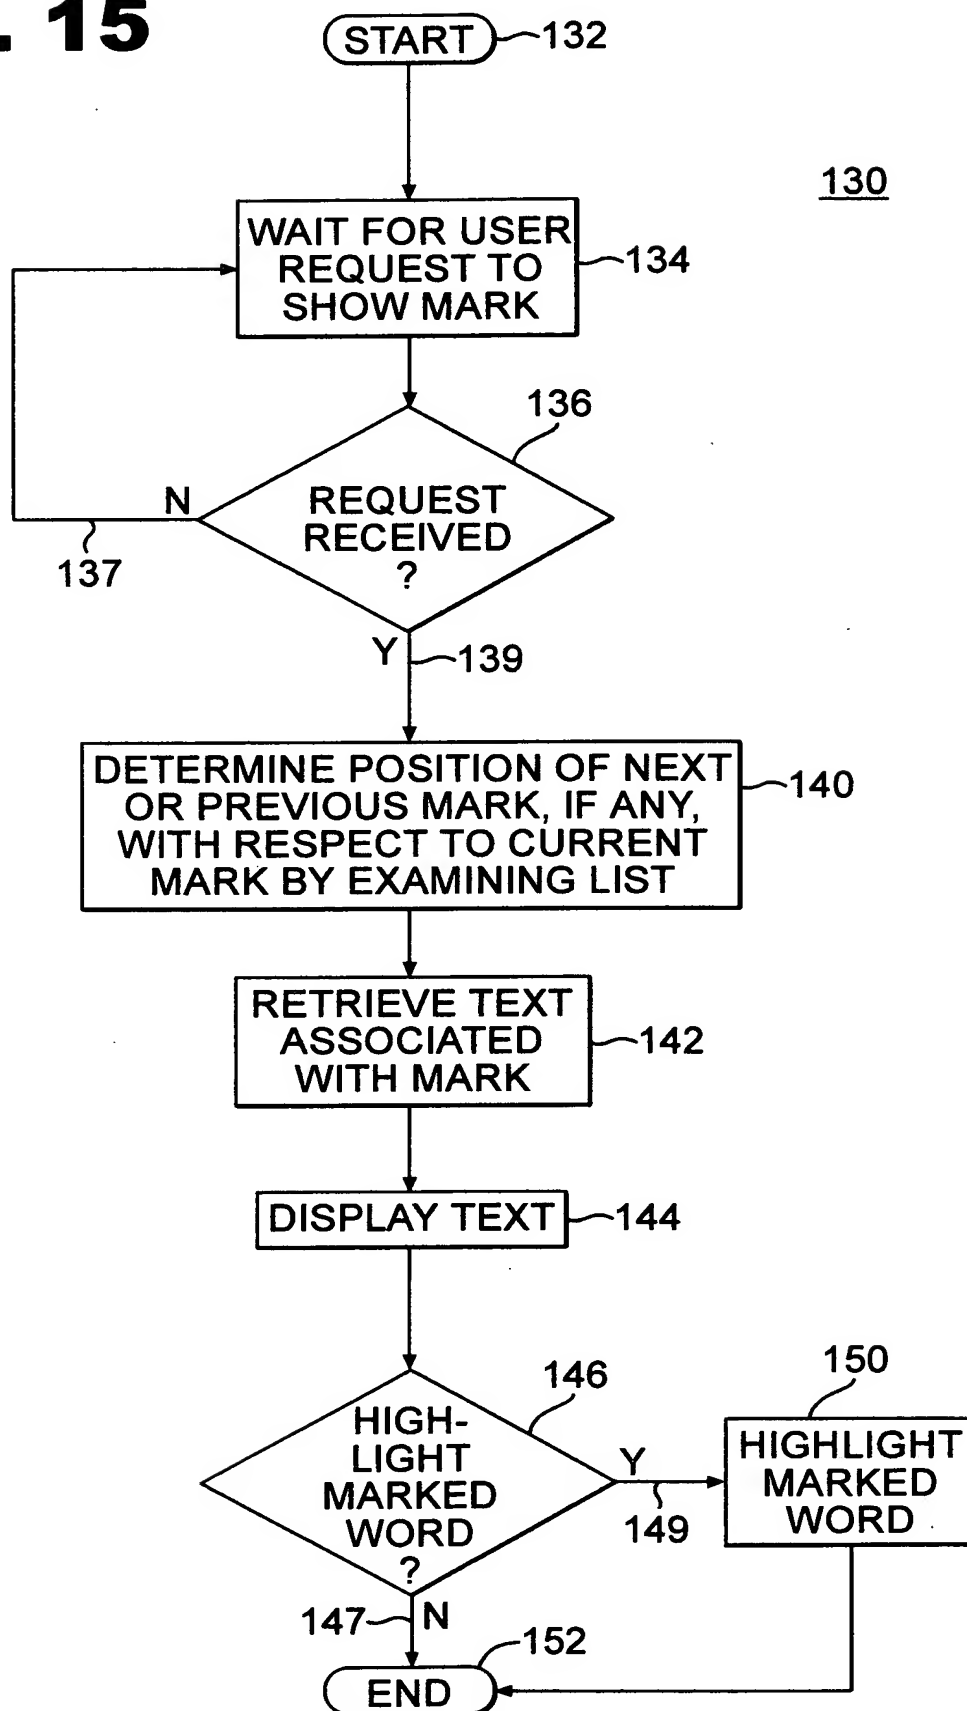 . 15
START
132
130
WAIT FOR USER
REQUEST TO
SHOW MARK
134
136
REQUEST
RECEIVED
?
N
137
Y
139
DETERMINE POSITION OF NEXT
OR PREVIOUS MARK, IF ANY,
WITH RESPECT TO CURRENT
MARK BY EXAMINING LIST
140
RETRIEVE TEXT
ASSOCIATED
WITH MARK
142
DISPLAY TEXT
144
146
HIGH-
LIGHT
MARKED
WORD
?
Y
149
150
HIGHLIGHT
MARKED
WORD
147
N
152
END